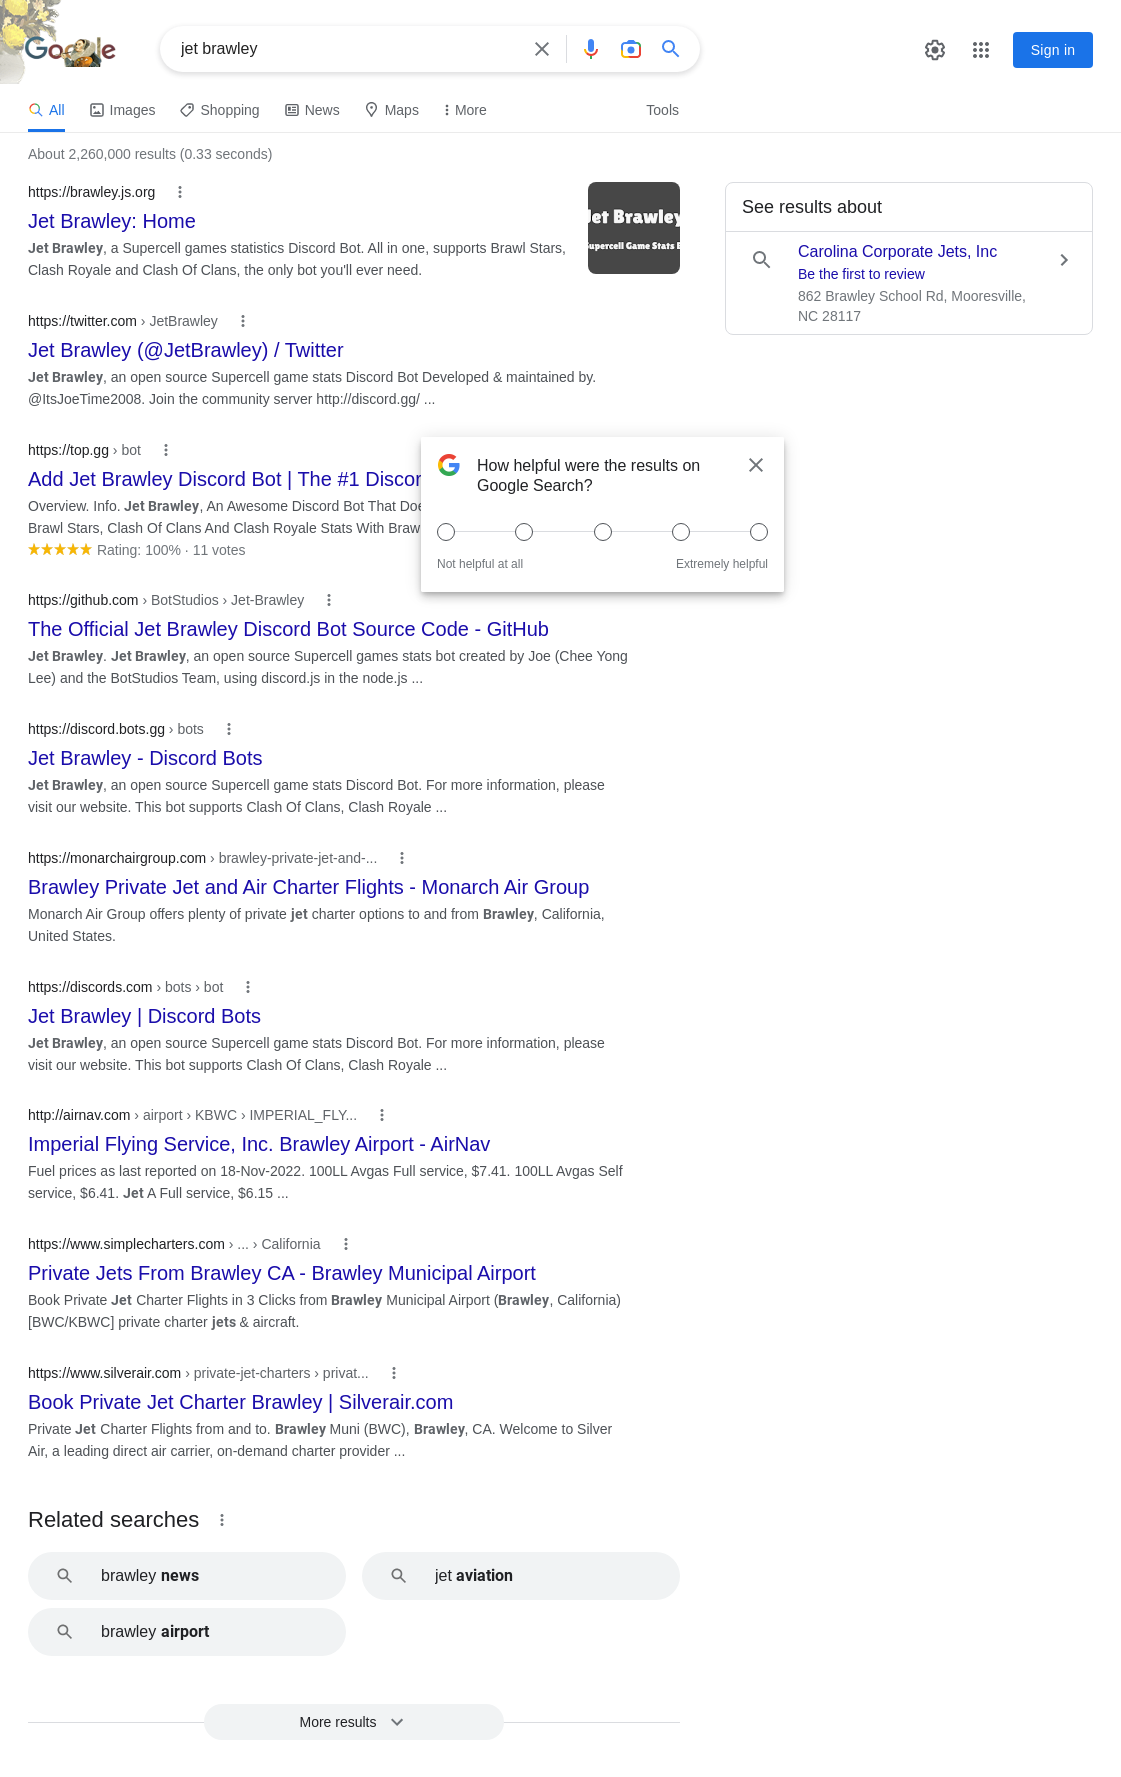 Google
jet brawley
Sign in
All
Images
Shopping
News
Maps
More
Tools
About 2,260,000 results (0.33 seconds)
https://brawley.js.org
Jet Brawley: Home
Jet Brawley, a Supercell games statistics Discord Bot. All in one, supports Brawl Stars,
Clash Royale and Clash Of Clans, the only bot you'll ever need.
Jet Brawley
Supercell Game Stats B
See results about
Carolina Corporate Jets, Inc
Be the first to review
862 Brawley School Rd, Mooresville,
NC 28117
https://twitter.com › JetBrawley
Jet Brawley (@JetBrawley) / Twitter
Jet Brawley, an open source Supercell game stats Discord Bot Developed & maintained by.
@ItsJoeTime2008. Join the community server http://discord.gg/ ...
https://top.gg › bot
Add Jet Brawley Discord Bot | The #1 Discor
Overview. Info. Jet Brawley, An Awesome Discord Bot That Doe
Brawl Stars, Clash Of Clans And Clash Royale Stats With Braw
Rating: 100% · 11 votes
How helpful were the results on
Google Search?
Not helpful at all
Extremely helpful
https://github.com › BotStudios › Jet-Brawley
The Official Jet Brawley Discord Bot Source Code - GitHub
Jet Brawley. Jet Brawley, an open source Supercell games stats bot created by Joe (Chee Yong
Lee) and the BotStudios Team, using discord.js in the node.js ...
https://discord.bots.gg › bots
Jet Brawley - Discord Bots
Jet Brawley, an open source Supercell game stats Discord Bot. For more information, please
visit our website. This bot supports Clash Of Clans, Clash Royale ...
https://monarchairgroup.com › brawley-private-jet-and-...
Brawley Private Jet and Air Charter Flights - Monarch Air Group
Monarch Air Group offers plenty of private jet charter options to and from Brawley, California,
United States.
https://discords.com › bots › bot
Jet Brawley | Discord Bots
Jet Brawley, an open source Supercell game stats Discord Bot. For more information, please
visit our website. This bot supports Clash Of Clans, Clash Royale ...
http://airnav.com › airport › KBWC › IMPERIAL_FLY...
Imperial Flying Service, Inc. Brawley Airport - AirNav
Fuel prices as last reported on 18-Nov-2022. 100LL Avgas Full service, $7.41. 100LL Avgas Self
service, $6.41. Jet A Full service, $6.15 ...
https://www.simplecharters.com › ... › California
Private Jets From Brawley CA - Brawley Municipal Airport
Book Private Jet Charter Flights in 3 Clicks from Brawley Municipal Airport (Brawley, California)
[BWC/KBWC] private charter jets & aircraft.
https://www.silverair.com › private-jet-charters › privat...
Book Private Jet Charter Brawley | Silverair.com
Private Jet Charter Flights from and to. Brawley Muni (BWC), Brawley, CA. Welcome to Silver
Air, a leading direct air carrier, on-demand charter provider ...
Related searches
brawley news
jet aviation
brawley airport
More results